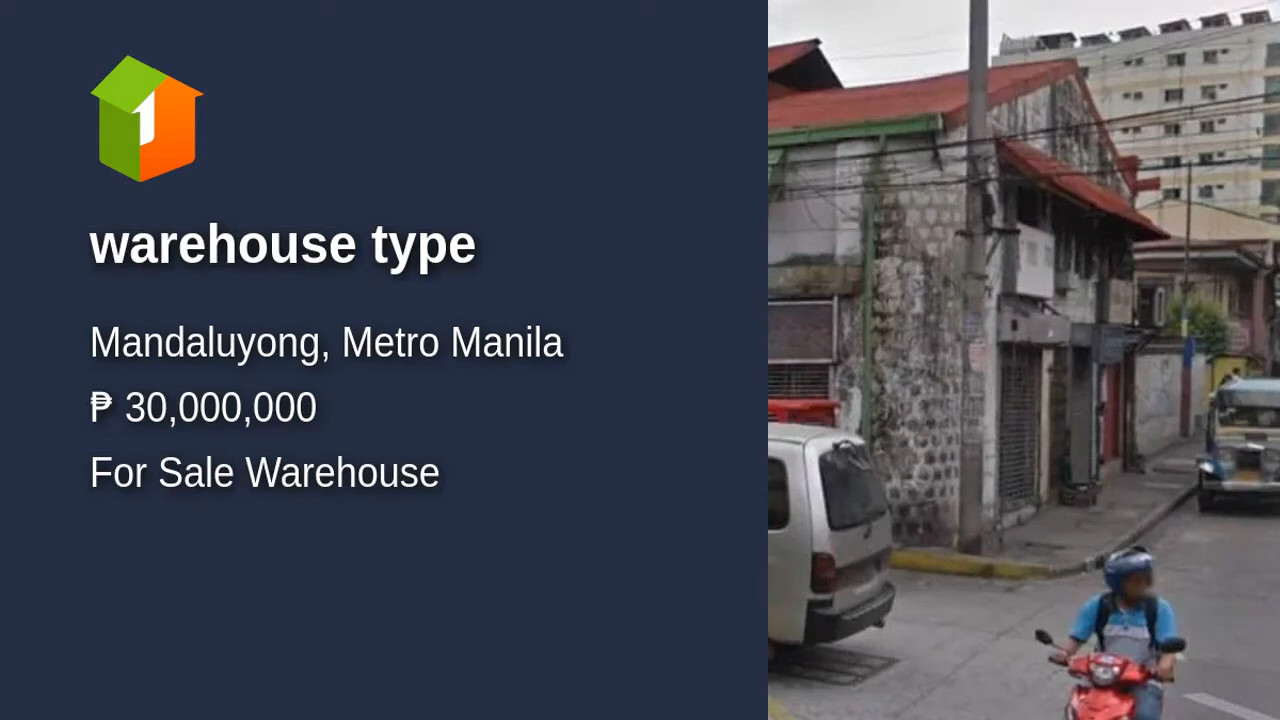 warehouse type
Mandaluyong, Metro Manila
₱ 30,000,000
For Sale Warehouse